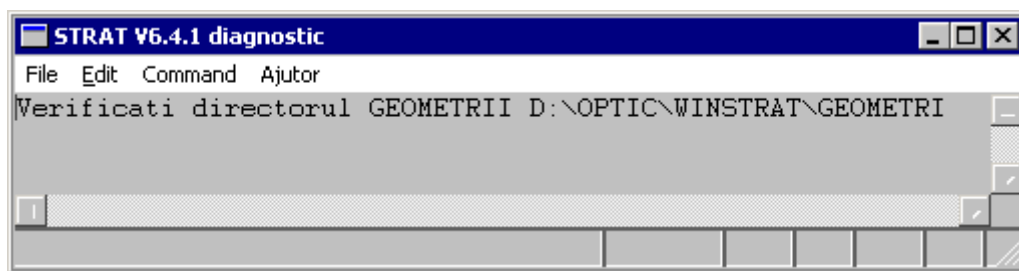 STRAT V6.4.1 diagnostic
File Edit Command Ajutor
Verificati directorul GEOMETRII D:\OPTIC\WINSTRAT\GEOMETRI